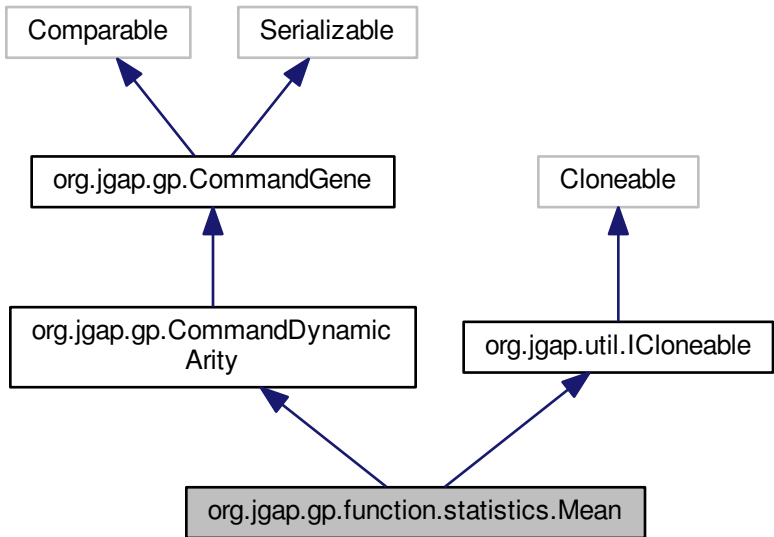 Comparable
Serializable
org.jgap.gp.CommandGene
Cloneable
org.jgap.gp.CommandDynamic
Arity
org.jgap.util.ICloneable
org.jgap.gp.function.statistics.Mean